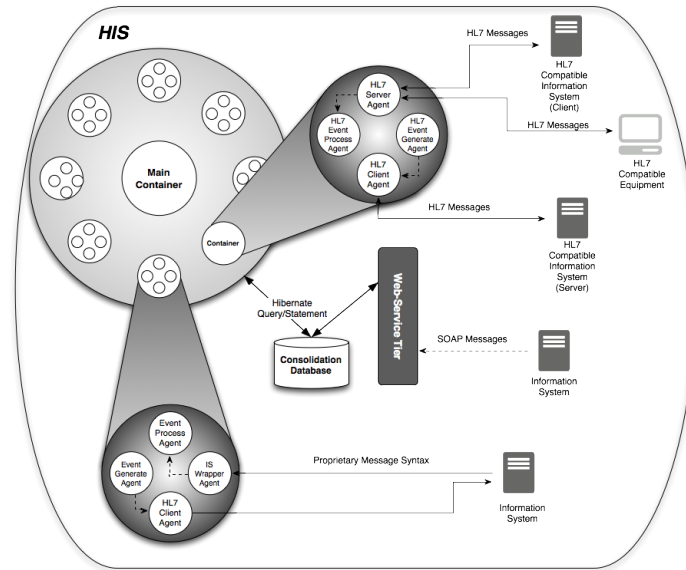 HIS
HL7 Messages
HL7
Compatible
Information
System
(Client)
HL7
Server
Agent
HL7
Event
Process
Agent
HL7
Event
Generate
Agent
HL7
Client
Agent
HL7 Messages
HL7
Compatible
Equipment
Main
Container
Container
HL7 Messages
HL7
Compatible
Information
System
(Server)
Hibernate
Query/Statement
Web-Service Tier
Consolidation
Database
SOAP Messages
Information
System
Event
Process
Agent
Event
Generate
Agent
IS
Wrapper
Agent
HL7
Client
Agent
Proprietary Message Syntax
Information
System